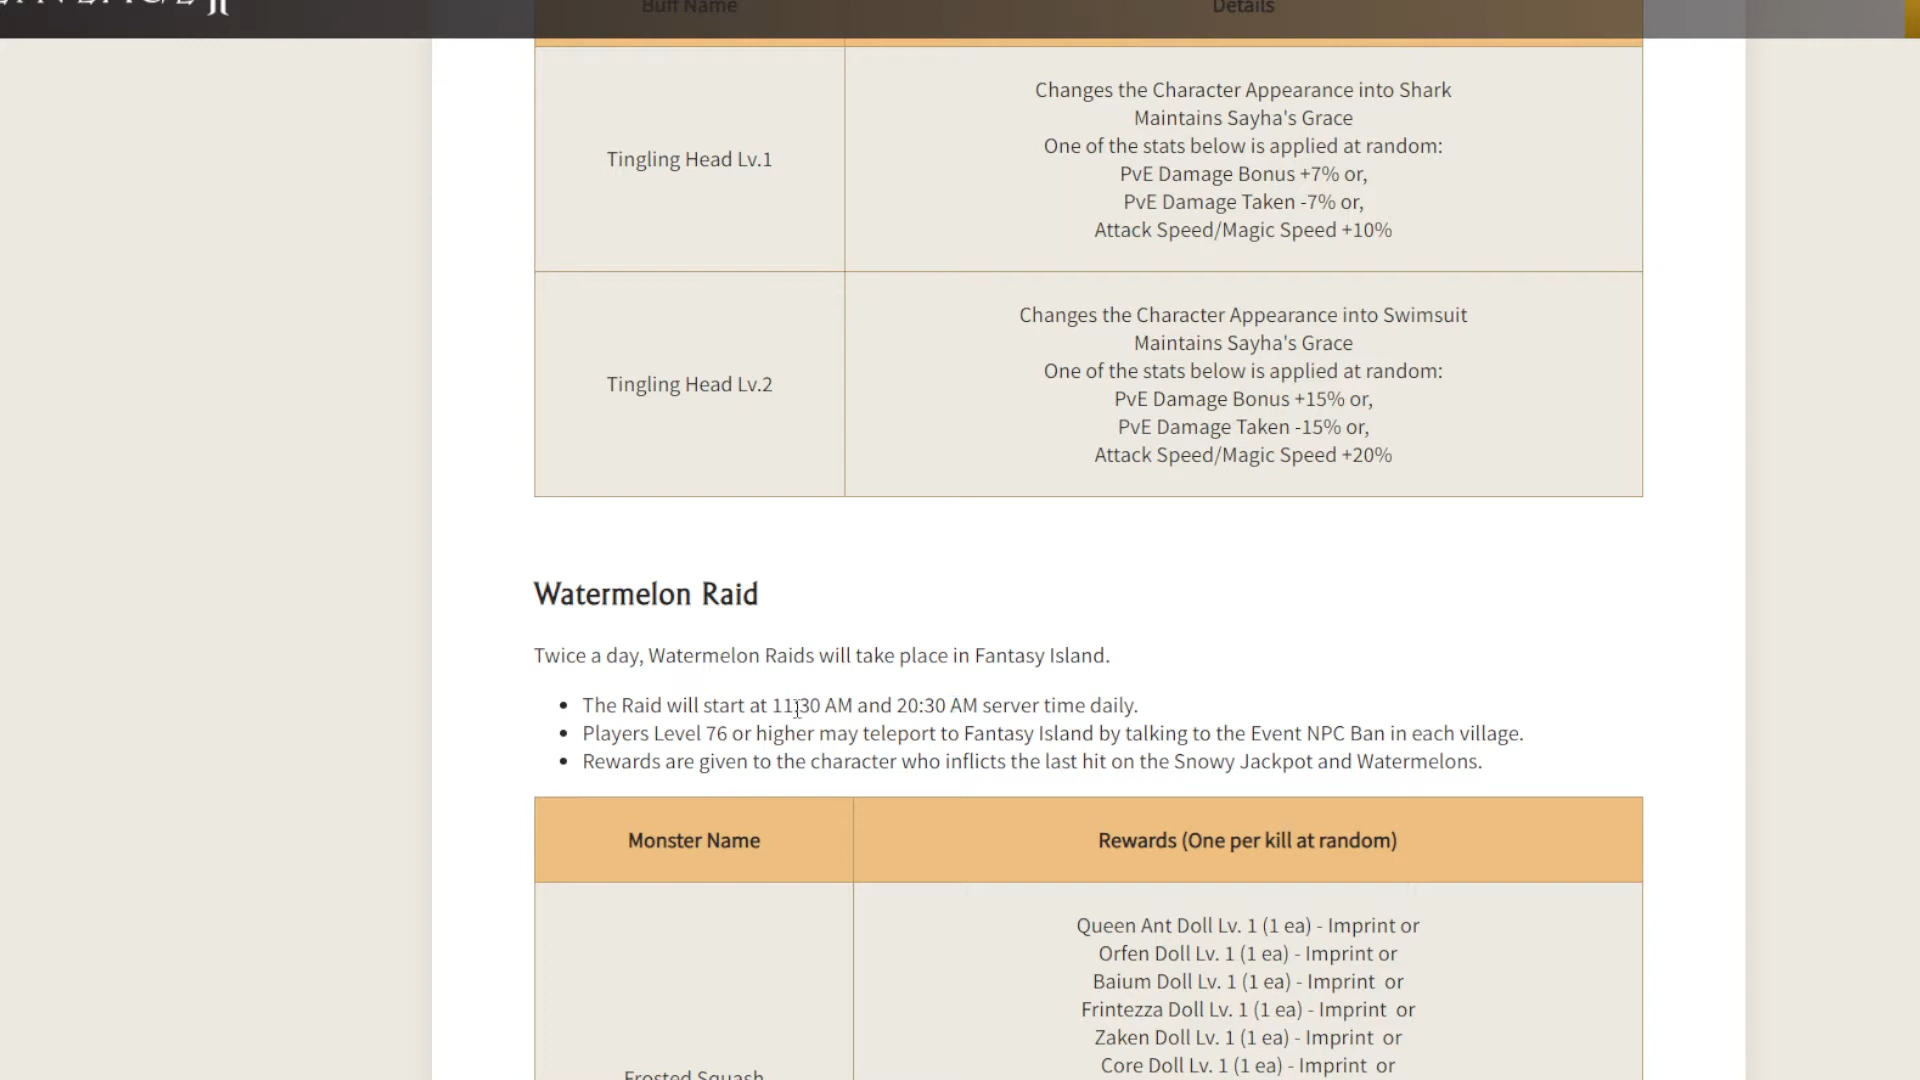 Buff Name
Details
Tingling Head Lv.1
Changes the Character Appearance into Shark
Maintains Sayha's Grace
One of the stats below is applied at random:
PvE Damage Bonus +7% or,
PvE Damage Taken -7% or,
Attack Speed/Magic Speed +10%
Tingling Head Lv.2
Changes the Character Appearance into Swimsuit
Maintains Sayha's Grace
One of the stats below is applied at random:
PvE Damage Bonus +15% or,
PvE Damage Taken -15% or,
Attack Speed/Magic Speed +20%
Watermelon Raid
Twice a day, Watermelon Raids will take place in Fantasy Island.
• The Raid will start at 11:30 AM and 20:30 AM server time daily.
• Players Level 76 or higher may teleport to Fantasy Island by talking to the Event NPC Ban in each village.
• Rewards are given to the character who inflicts the last hit on the Snowy Jackpot and Watermelons.
Monster Name
Rewards (One per kill at random)
Queen Ant Doll Lv. 1 (1 ea) - Imprint or
Orfen Doll Lv. 1 (1 ea) - Imprint or
Baium Doll Lv. 1 (1 ea) - Imprint or
Frintezza Doll Lv. 1 (1 ea) - Imprint or
Zaken Doll Lv. 1 (1 ea) - Imprint or
Core Doll Lv. 1 (1 ea) - Imprint or
Frosted Squash